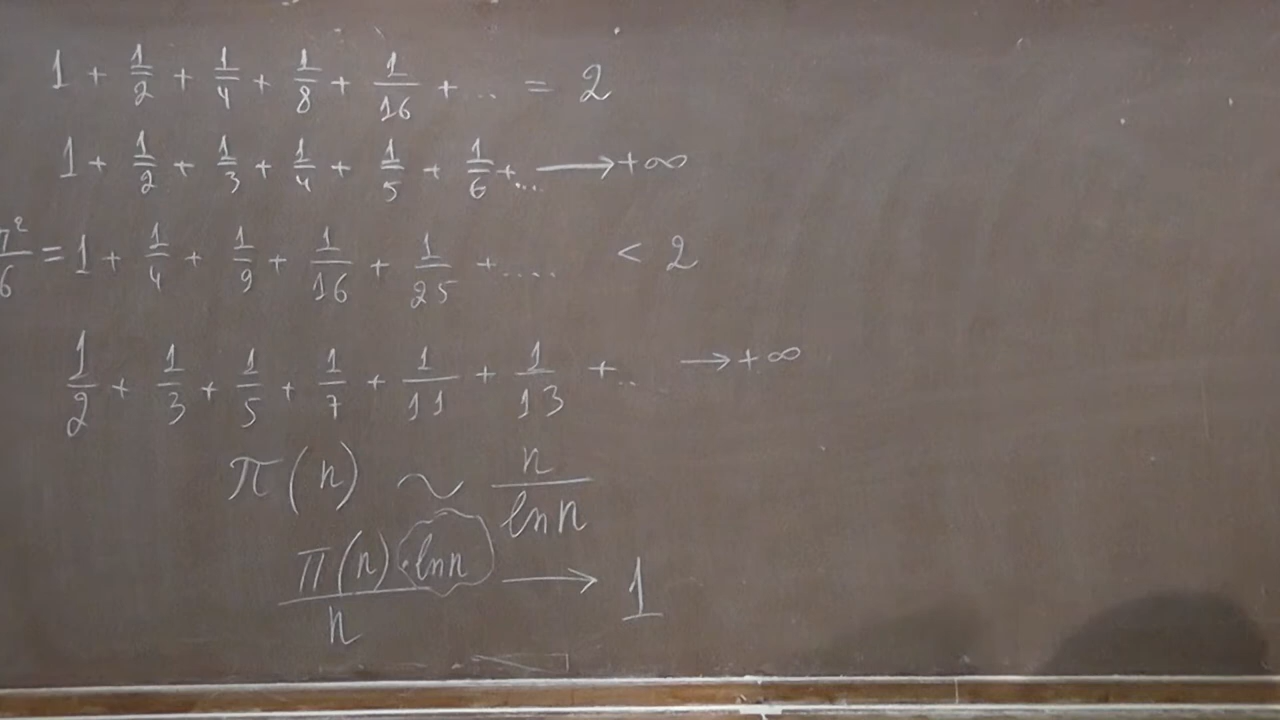 1 + 1/2 + 1/4 + 1/8 + 1/16 + ... = 2
1 + 1/2 + 1/3 + 1/4 + 1/5 + 1/6 + ... → +∞
π²/6 = 1 + 1/4 + 1/9 + 1/16 + 1/25 + ..... < 2
1/2 + 1/3 + 1/5 + 1/7 + 1/11 + 1/13 + ... → +∞
π(n) ~ n/ln n
π(n)·ln n/n → 1